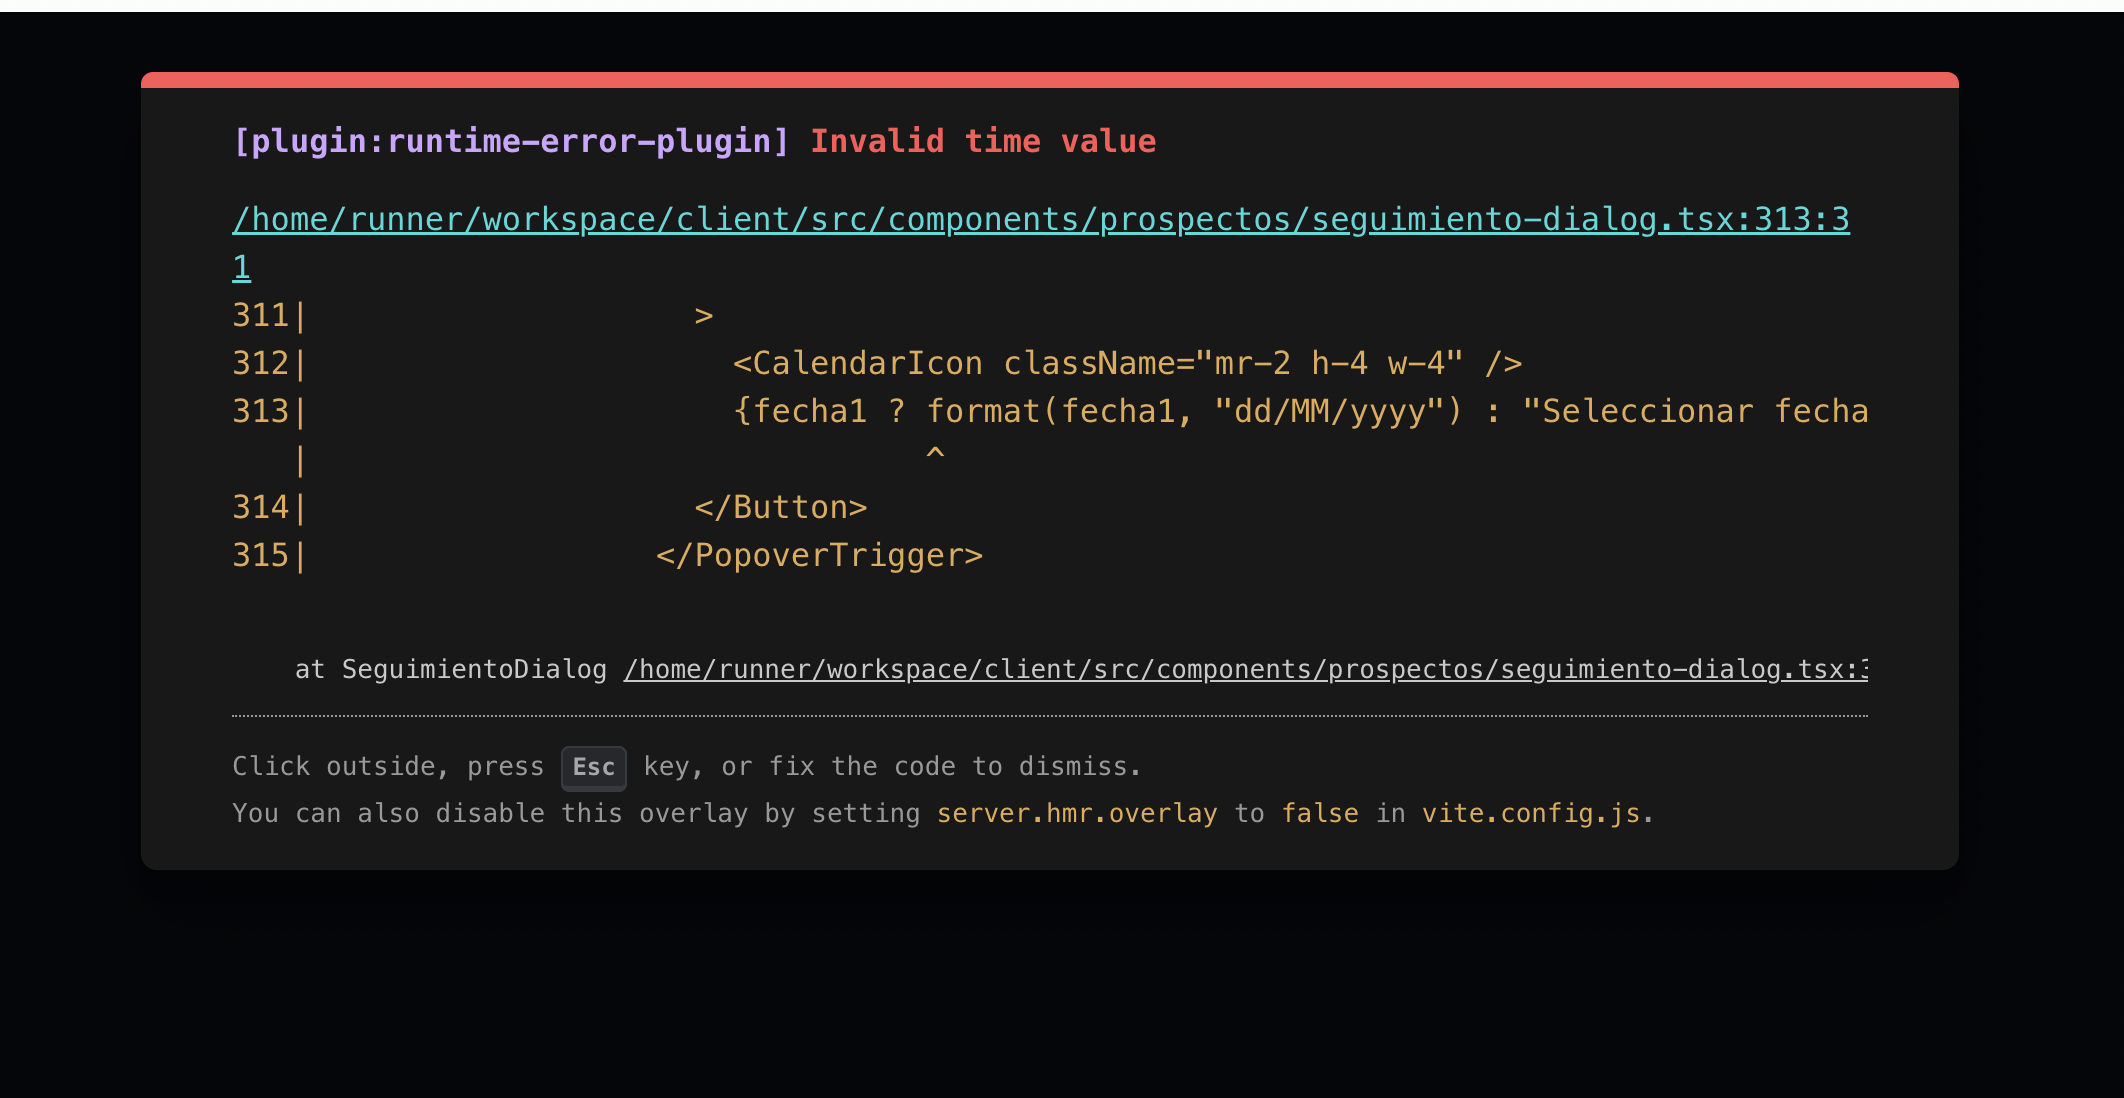 [plugin:runtime-error-plugin] Invalid time value
/home/runner/workspace/client/src/components/prospectos/seguimiento-dialog.tsx:313:3
1
311|                    >
312|                      <CalendarIcon className="mr-2 h-4 w-4" />
313|                      {fecha1 ? format(fecha1, "dd/MM/yyyy") : "Seleccionar fecha
   |                                ^
314|                    </Button>
315|                  </PopoverTrigger>
at SeguimientoDialog /home/runner/workspace/client/src/components/prospectos/seguimiento-dialog.tsx:3
Click outside, press Esc key, or fix the code to dismiss.
You can also disable this overlay by setting server.hmr.overlay to false in vite.config.js.